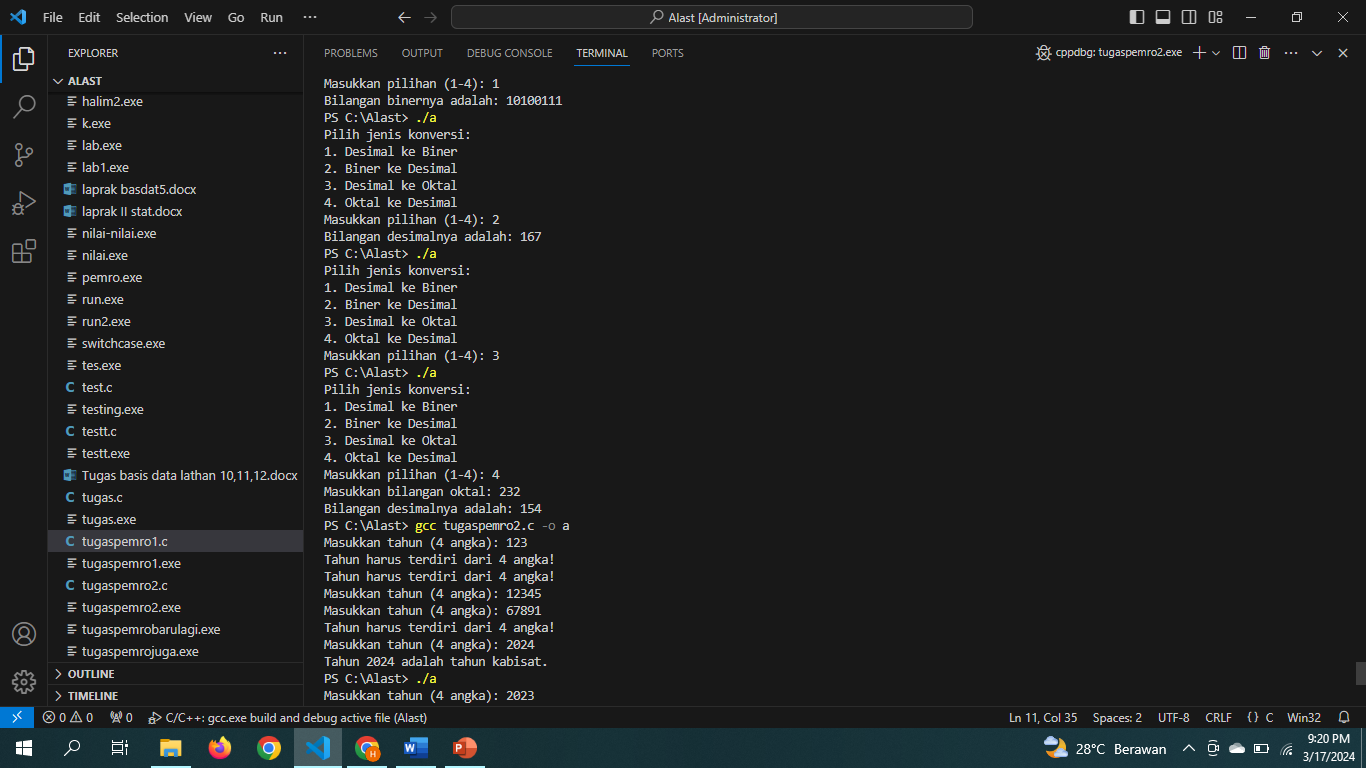 File Edit Selection View Go Run ··· Alast [Administrator]
EXPLORER ···
PROBLEMS OUTPUT DEBUG CONSOLE TERMINAL PORTS cppdbg: tugaspemro2.exe ···
ALAST
halim2.exe
k.exe
lab.exe
lab1.exe
laprak basdat5.docx
laprak II stat.docx
nilai-nilai.exe
nilai.exe
pemro.exe
run.exe
run2.exe
switchcase.exe
tes.exe
test.c
testing.exe
testt.c
testt.exe
Tugas basis data lathan 10,11,12.docx
tugas.c
tugas.exe
tugaspemro1.c
tugaspemro1.exe
tugaspemro2.c
tugaspemro2.exe
tugaspemrobarulagi.exe
tugaspemrojuga.exe
OUTLINE
TIMELINE
Masukkan pilihan (1-4): 1
Bilangan binernya adalah: 10100111
PS C:\Alast> ./a
Pilih jenis konversi:
1. Desimal ke Biner
2. Biner ke Desimal
3. Desimal ke Oktal
4. Oktal ke Desimal
Masukkan pilihan (1-4): 2
Bilangan desimalnya adalah: 167
PS C:\Alast> ./a
Pilih jenis konversi:
1. Desimal ke Biner
2. Biner ke Desimal
3. Desimal ke Oktal
4. Oktal ke Desimal
Masukkan pilihan (1-4): 3
PS C:\Alast> ./a
Pilih jenis konversi:
1. Desimal ke Biner
2. Biner ke Desimal
3. Desimal ke Oktal
4. Oktal ke Desimal
Masukkan pilihan (1-4): 4
Masukkan bilangan oktal: 232
Bilangan desimalnya adalah: 154
PS C:\Alast> gcc tugaspemro2.c -o a
Masukkan tahun (4 angka): 123
Tahun harus terdiri dari 4 angka!
Tahun harus terdiri dari 4 angka!
Masukkan tahun (4 angka): 12345
Masukkan tahun (4 angka): 67891
Tahun harus terdiri dari 4 angka!
Masukkan tahun (4 angka): 2024
Tahun 2024 adalah tahun kabisat.
PS C:\Alast> ./a
Masukkan tahun (4 angka): 2023
0 0 0 C/C++: gcc.exe build and debug active file (Alast) Ln 11, Col 35 Spaces: 2 UTF-8 CRLF {} C Win32
28°C Berawan
9:20 PM
3/17/2024